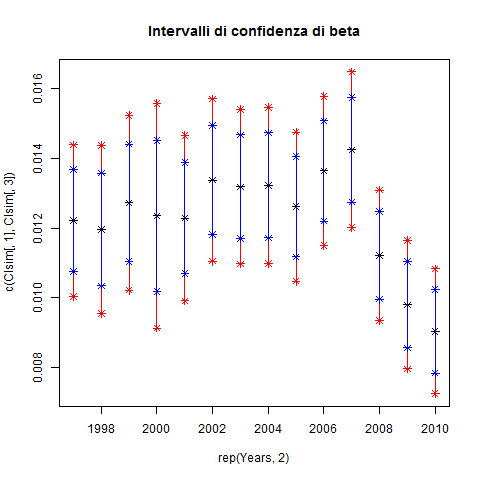 Intervalli di confidenza di beta
c(CIsim[, 1], CIsim[, 3])
0.016
0.014
0.012
0.010
0.008
1998 2000 2002 2004 2006 2008 2010
rep(Years, 2)